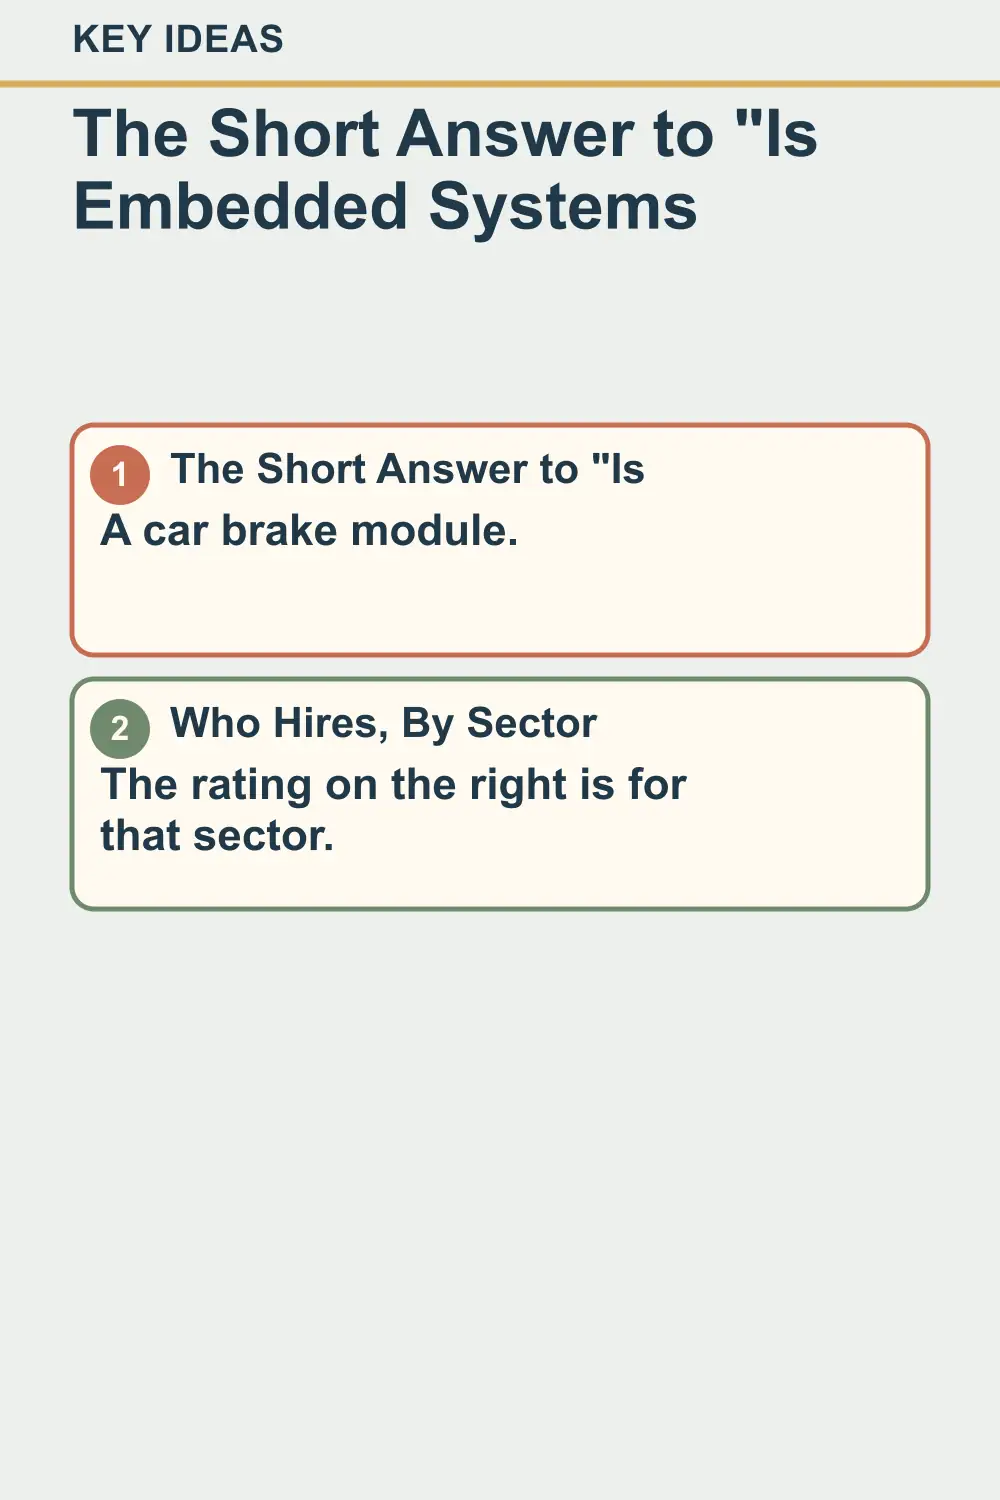 KEY IDEAS
The Short Answer to "Is
Embedded Systems
1 The Short Answer to "Is
A car brake module.
2 Who Hires, By Sector
The rating on the right is for
that sector.